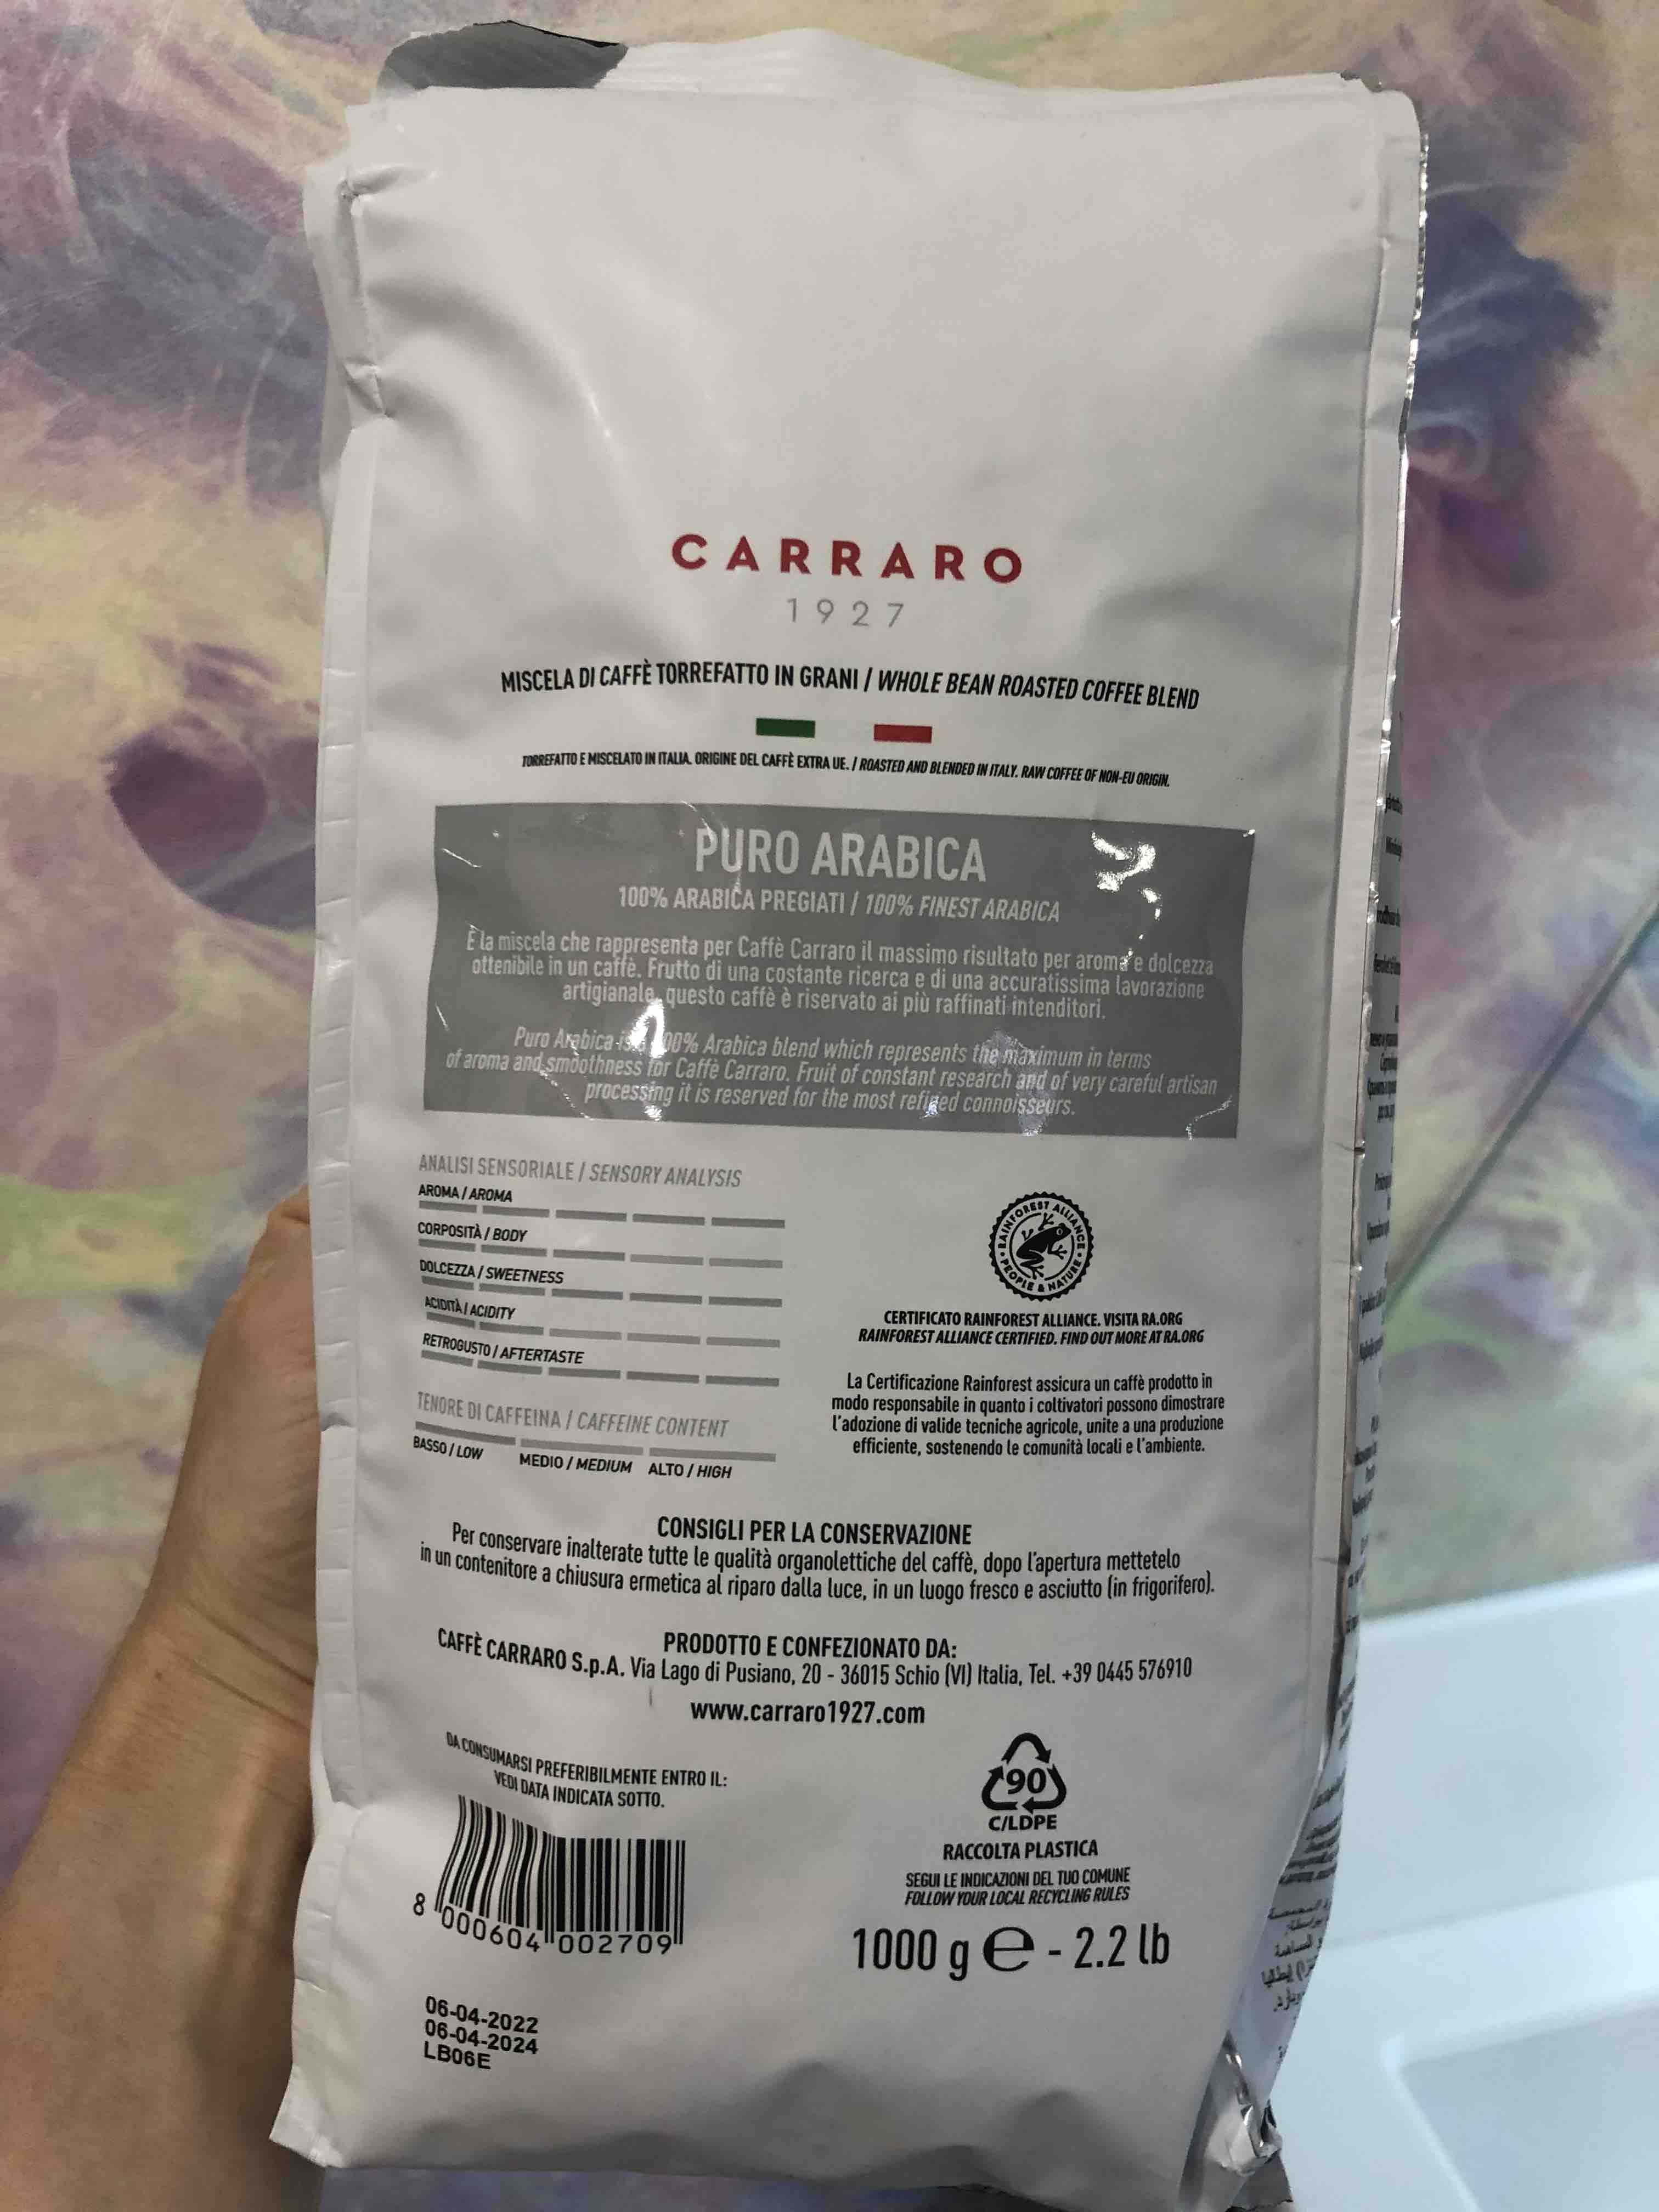 CARRARO
1927
MISCELA DI CAFFÈ TORREFATTO IN GRANI / WHOLE BEAN ROASTED COFFEE BLEND
TORREFATTO E MISCELATO IN ITALIA. ORIGINE DEL CAFFÈ EXTRA UE. / ROASTED AND BLENDED IN ITALY. RAW COFFEE OF NON-EU ORIGIN.
PURO ARABICA
100% ARABICA PREGIATI / 100% FINEST ARABICA
È la miscela che rappresenta per Caffè Carraro il massimo risultato per aroma e dolcezza
ottenibile in un caffè. Frutto di una costante ricerca e di una accuratissima lavorazione
artigianale, questo caffè è riservato ai più raffinati intenditori.
Puro Arabica is a 100% Arabica blend which represents the maximum in terms
of aroma and smoothness for Caffè Carraro. Fruit of constant research and of very careful artisan
processing it is reserved for the most refined connoisseurs.
ANALISI SENSORIALE / SENSORY ANALYSIS
AROMA / AROMA
CORPOSITÀ / BODY
DOLCEZZA / SWEETNESS
ACIDITÀ / ACIDITY
RETROGUSTO / AFTERTASTE
TENORE DI CAFFEINA / CAFFEINE CONTENT
BASSO / LOW MEDIO / MEDIUM ALTO / HIGH
RAINFOREST ALLIANCE
PEOPLE & NATURE
CERTIFICATO RAINFOREST ALLIANCE. VISITA RA.ORG
RAINFOREST ALLIANCE CERTIFIED. FIND OUT MORE AT RA.ORG
La Certificazione Rainforest assicura un caffè prodotto in
modo responsabile in quanto i coltivatori possono dimostrare
l'adozione di valide tecniche agricole, unite a una produzione
efficiente, sostenendo le comunità locali e l'ambiente.
CONSIGLI PER LA CONSERVAZIONE
Per conservare inalterate tutte le qualità organolettiche del caffè, dopo l'apertura mettetelo
in un contenitore a chiusura ermetica al riparo dalla luce, in un luogo fresco e asciutto (in frigorifero).
PRODOTTO E CONFEZIONATO DA:
CAFFÈ CARRARO S.p.A. Via Lago di Pusiano, 20 - 36015 Schio (VI) Italia, Tel. +39 0445 576910
www.carraro1927.com
DA CONSUMARSI PREFERIBILMENTE ENTRO IL:
VEDI DATA INDICATA SOTTO.
8 000604 002709
90
C/LDPE
RACCOLTA PLASTICA
SEGUI LE INDICAZIONI DEL TUO COMUNE
FOLLOW YOUR LOCAL RECYCLING RULES
1000 g e - 2.2 lb
06-04-2022
06-04-2024
LB06E